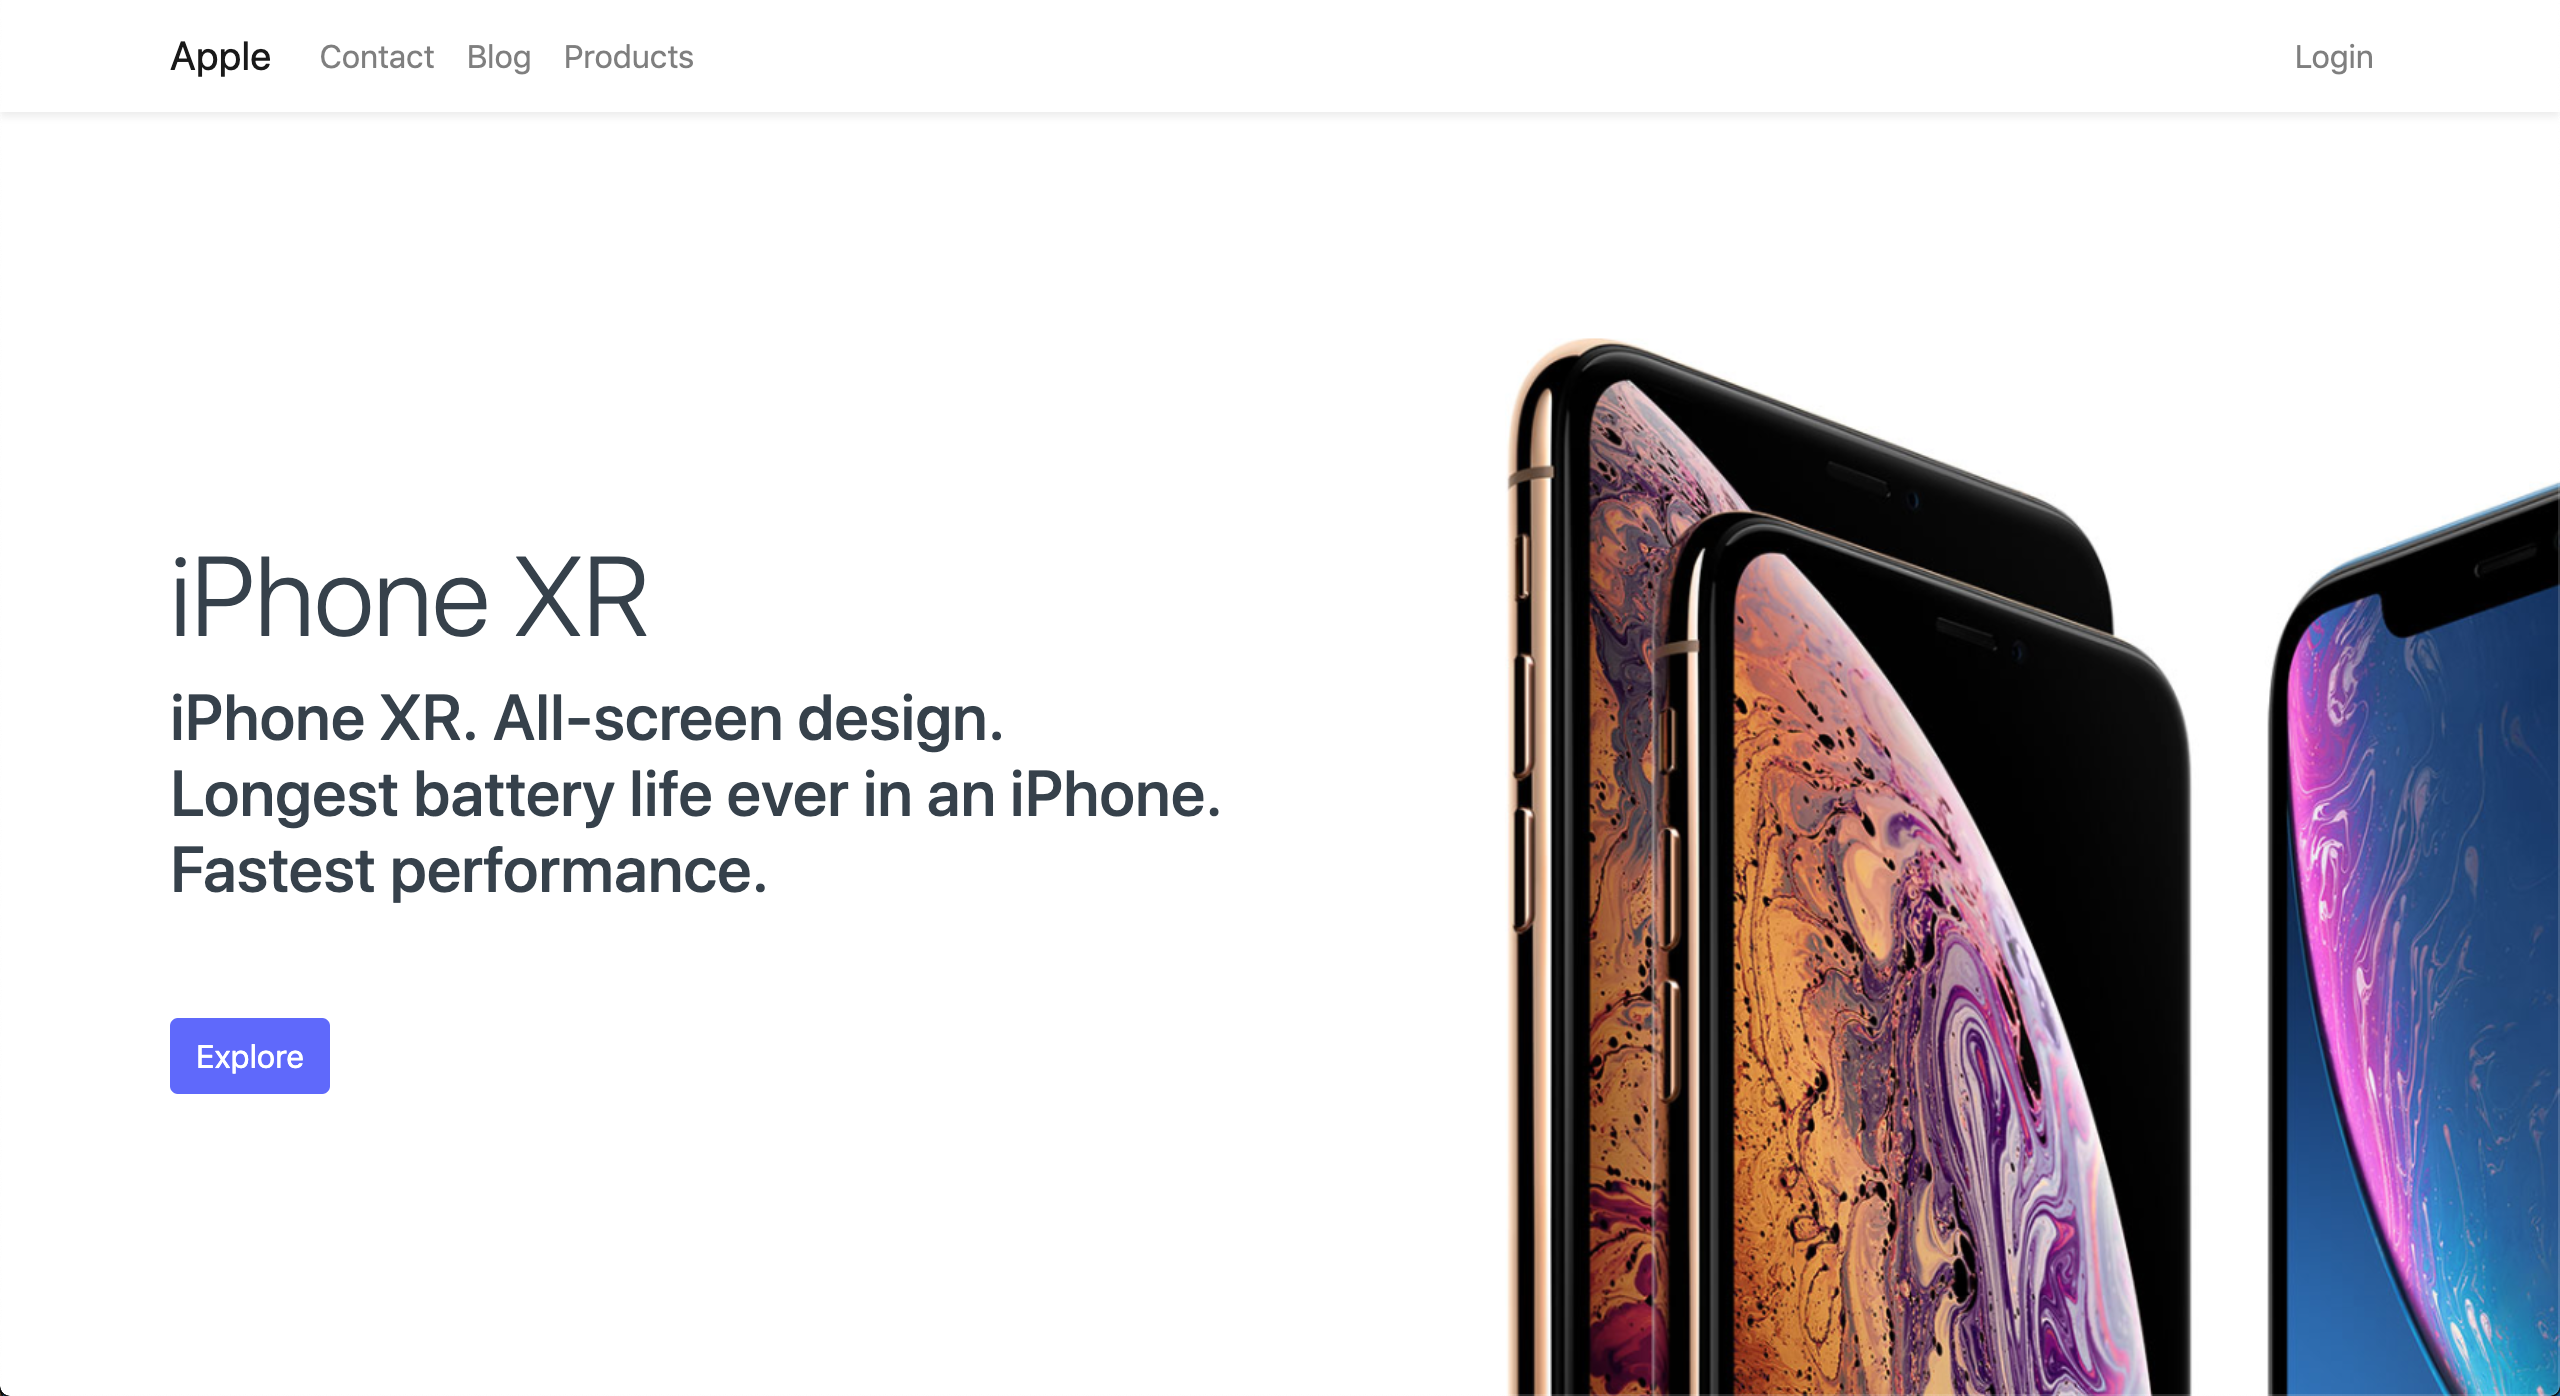 Apple Contact Blog Products Login
iPhone XR
iPhone XR. All-screen design.
Longest battery life ever in an iPhone.
Fastest performance.
Explore